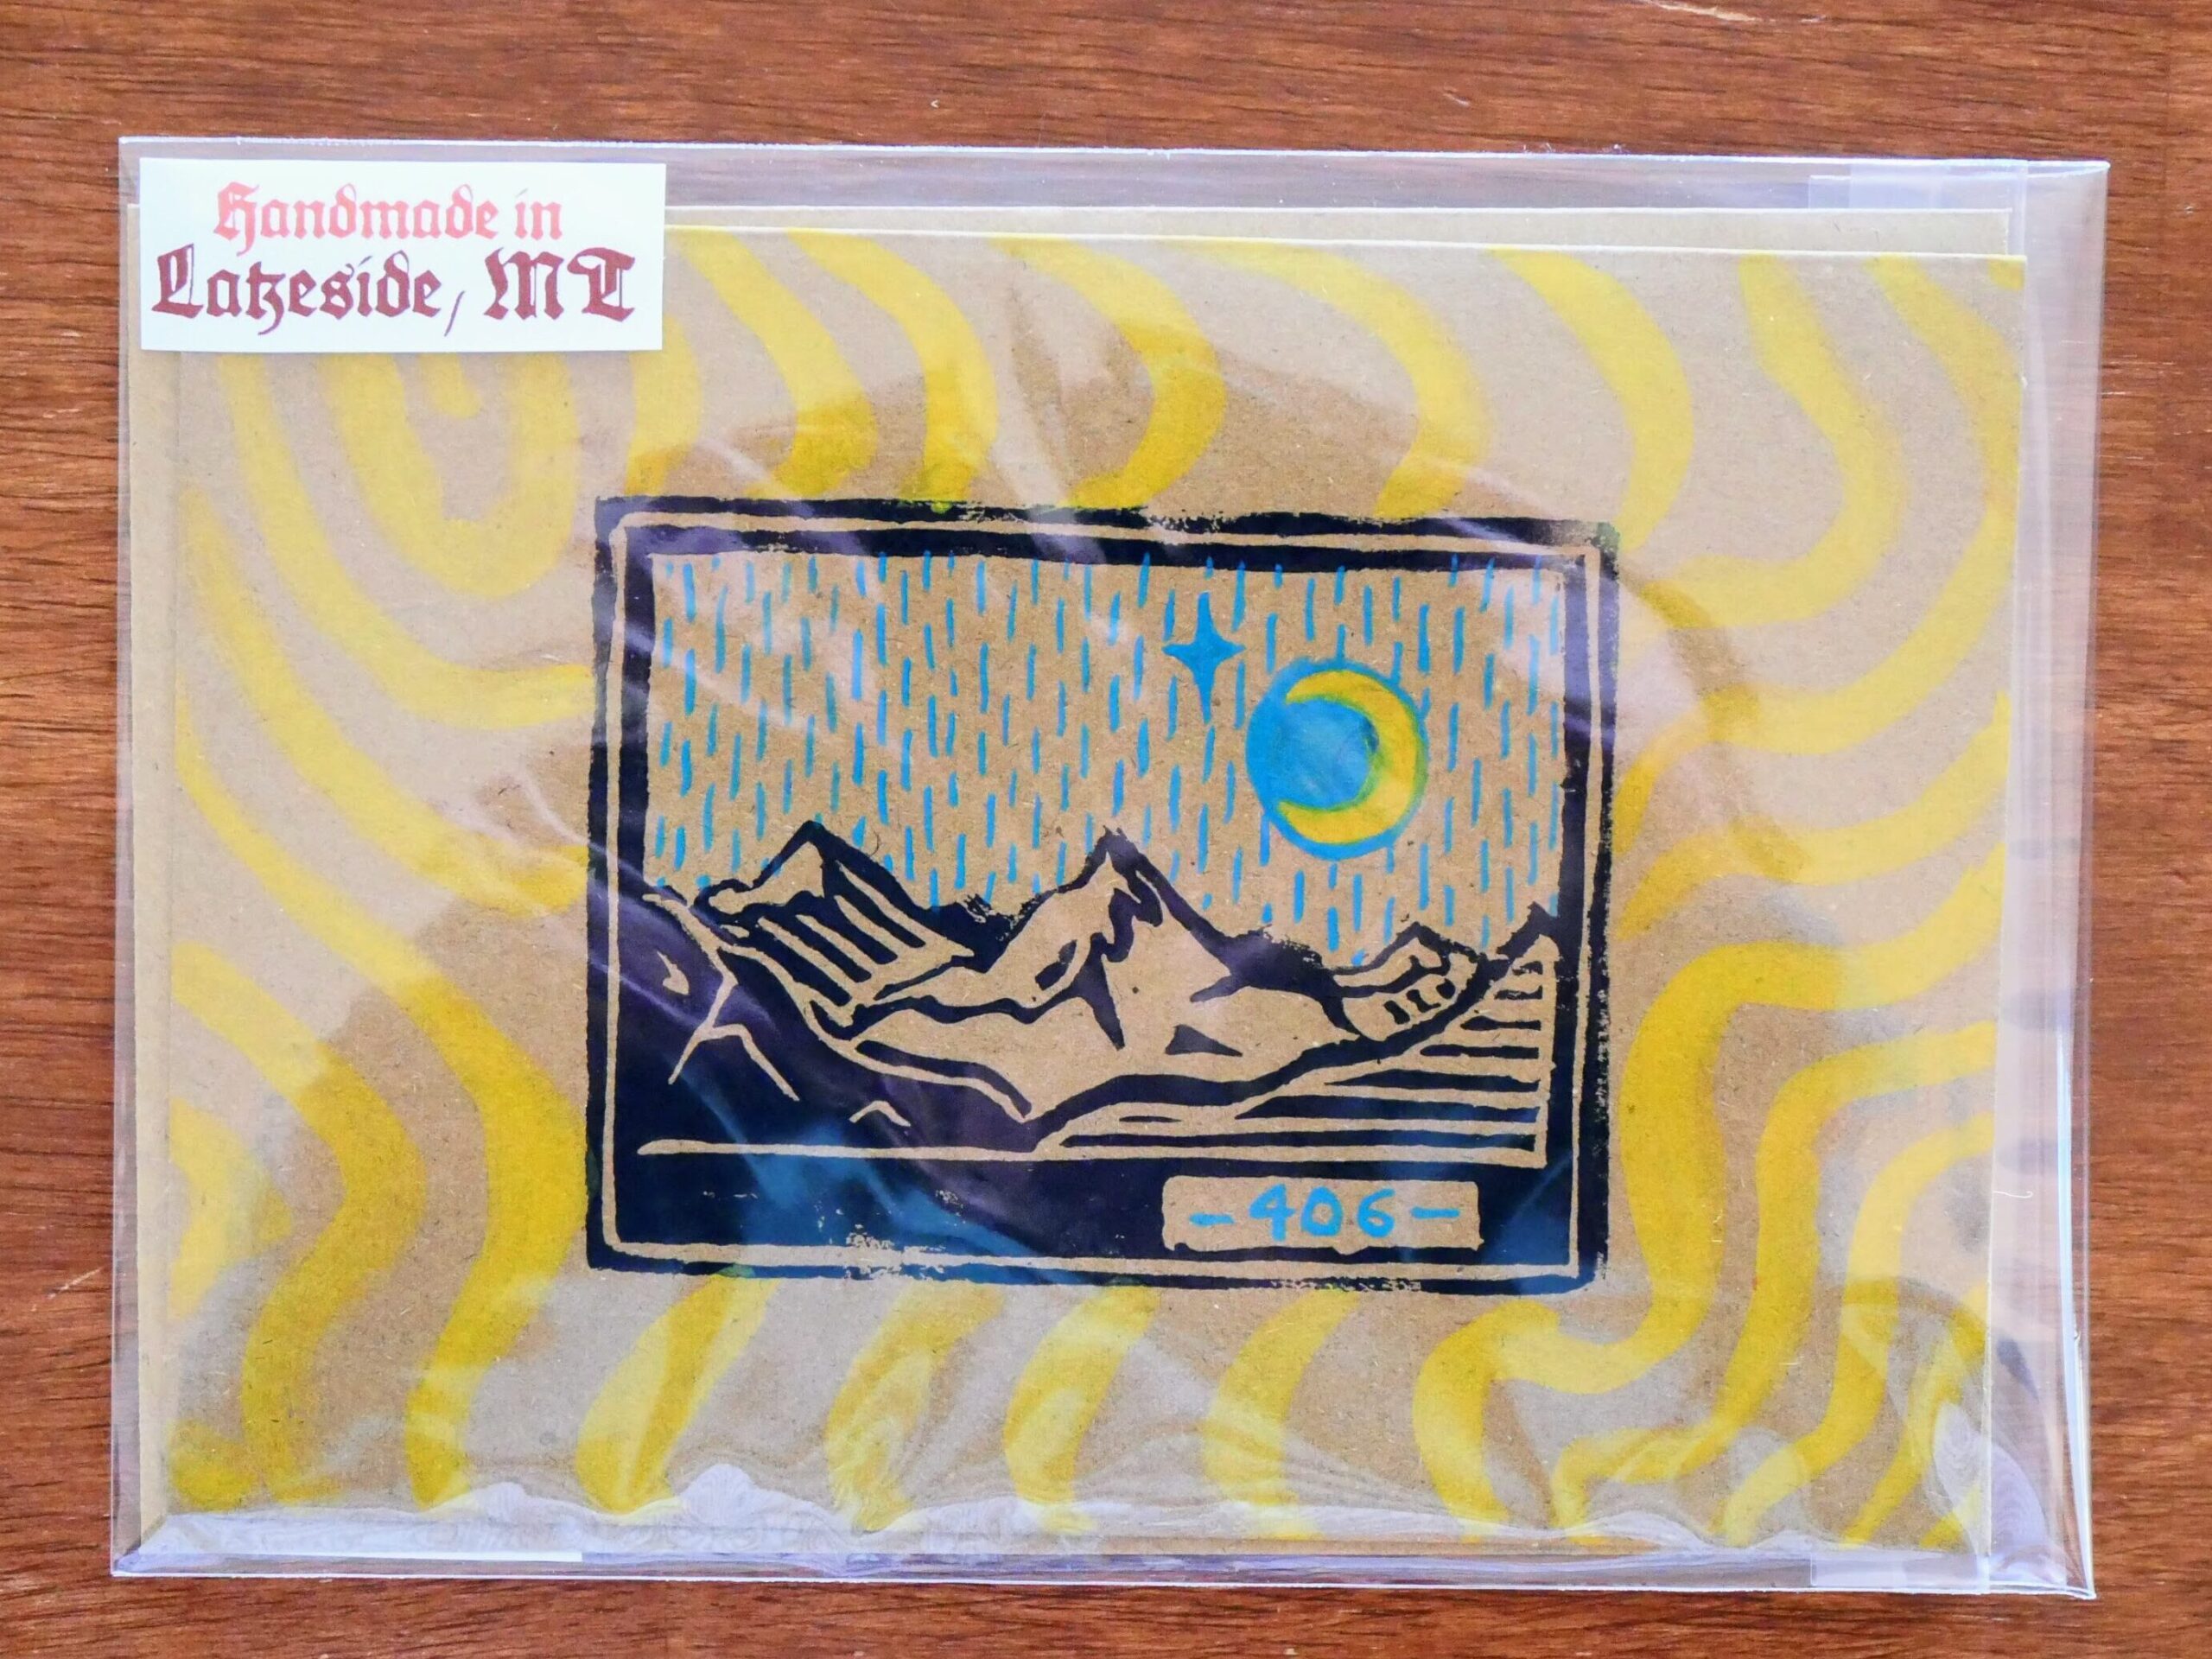 Handmade in
Lakeside, MT
-406-